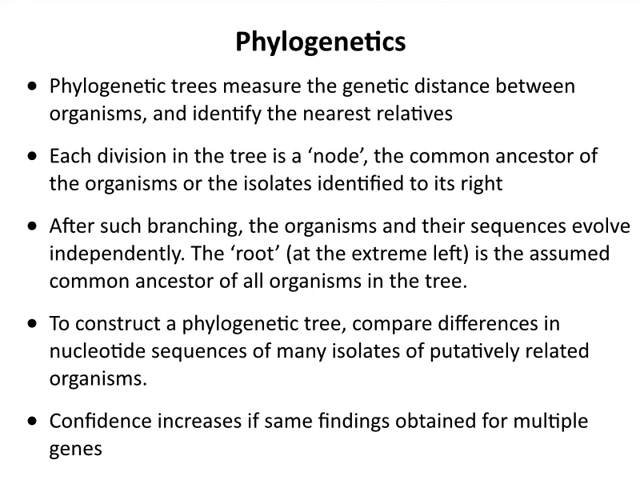 Phylogenetics
• Phylogenetic trees measure the genetic distance between
organisms, and identify the nearest relatives
• Each division in the tree is a ‘node’, the common ancestor of
the organisms or the isolates identified to its right
• After such branching, the organisms and their sequences evolve
independently. The ‘root’ (at the extreme left) is the assumed
common ancestor of all organisms in the tree.
• To construct a phylogenetic tree, compare differences in
nucleotide sequences of many isolates of putatively related
organisms.
• Confidence increases if same findings obtained for multiple
genes